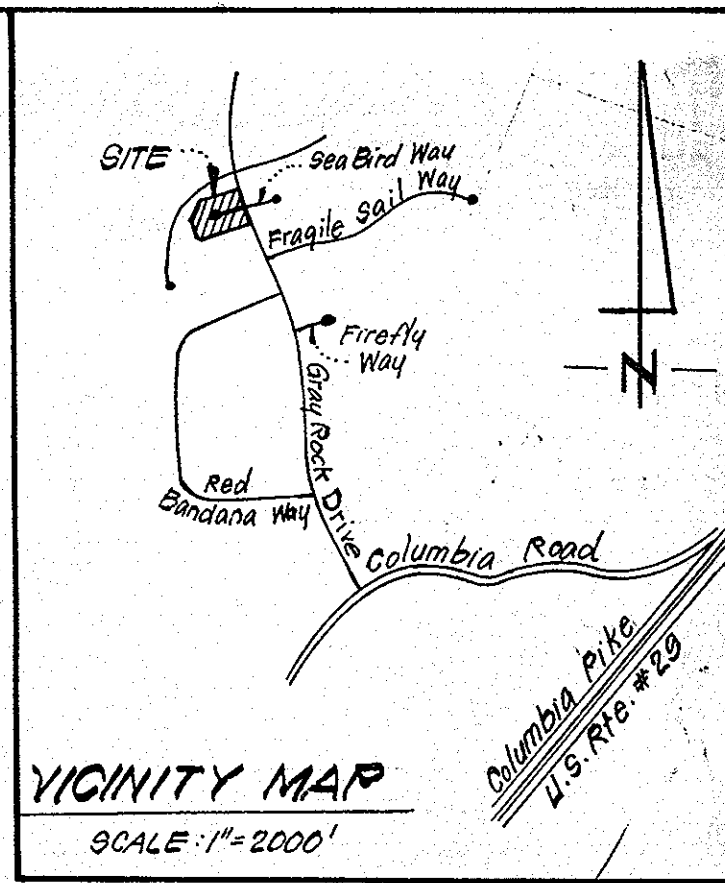 SITE
Sea Bird Way
Fragile Sail Way
Firefly
Way
Gray Rock Drive
Red
Bandana Way
Columbia Road
Columbia Pike
U.S. Rte. #29
N
VICINITY MAP
SCALE: 1"=2000'